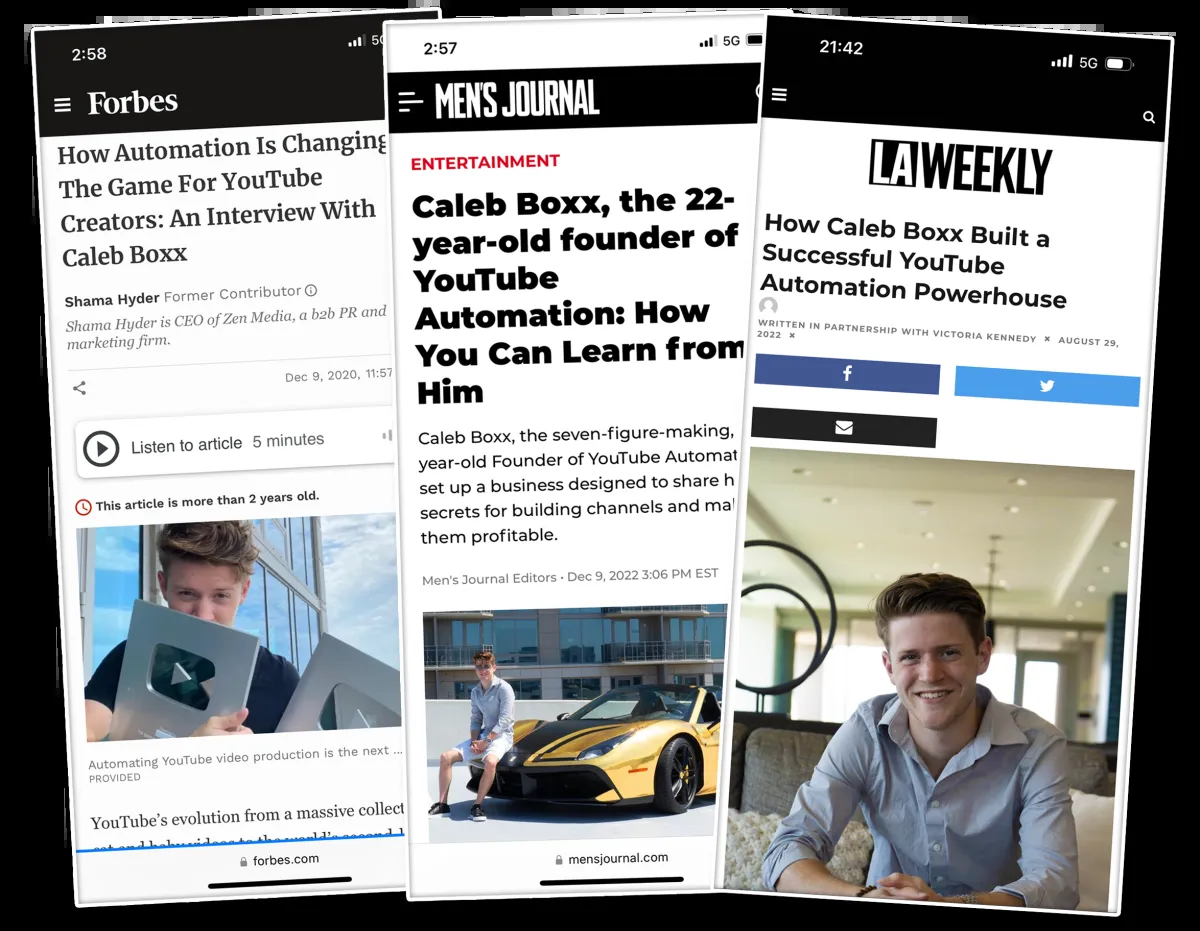 2:58
5G
Forbes
How Automation Is Changing
The Game For YouTube
Creators: An Interview With
Caleb Boxx
Shama Hyder Former Contributor
Shama Hyder is CEO of Zen Media, a b2b PR and
marketing firm.
Dec 9, 2020, 11:57
Listen to article 5 minutes
This article is more than 2 years old.
Automating YouTube video production is the next ...
PROVIDED
YouTube’s evolution from a massive collect
forbes.com
2:57
5G
MEN'S JOURNAL
ENTERTAINMENT
Caleb Boxx, the 22-
year-old founder of
YouTube
Automation: How
You Can Learn from
Him
Caleb Boxx, the seven-figure-making,
year-old Founder of YouTube Automat
set up a business designed to share h
secrets for building channels and ma
them profitable.
Men's Journal Editors • Dec 9, 2022 3:06 PM EST
mensjournal.com
21:42
5G
LA WEEKLY
How Caleb Boxx Built a
Successful YouTube
Automation Powerhouse
WRITTEN IN PARTNERSHIP WITH VICTORIA KENNEDY × AUGUST 29,
2022 ×